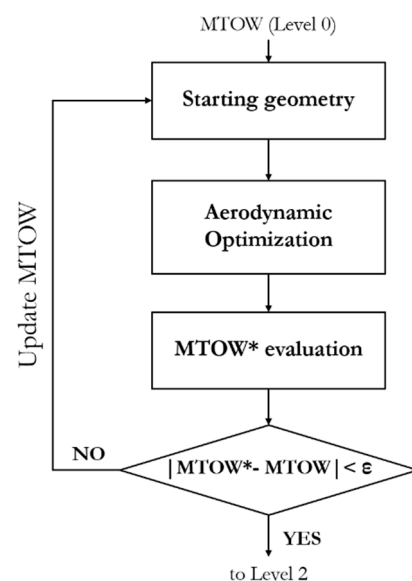 MTOW (Level 0)
Starting geometry
Aerodynamic
Optimization
MTOW* evaluation
|MTOW*- MTOW| < ε
NO
YES
to Level 2
Update MTOW